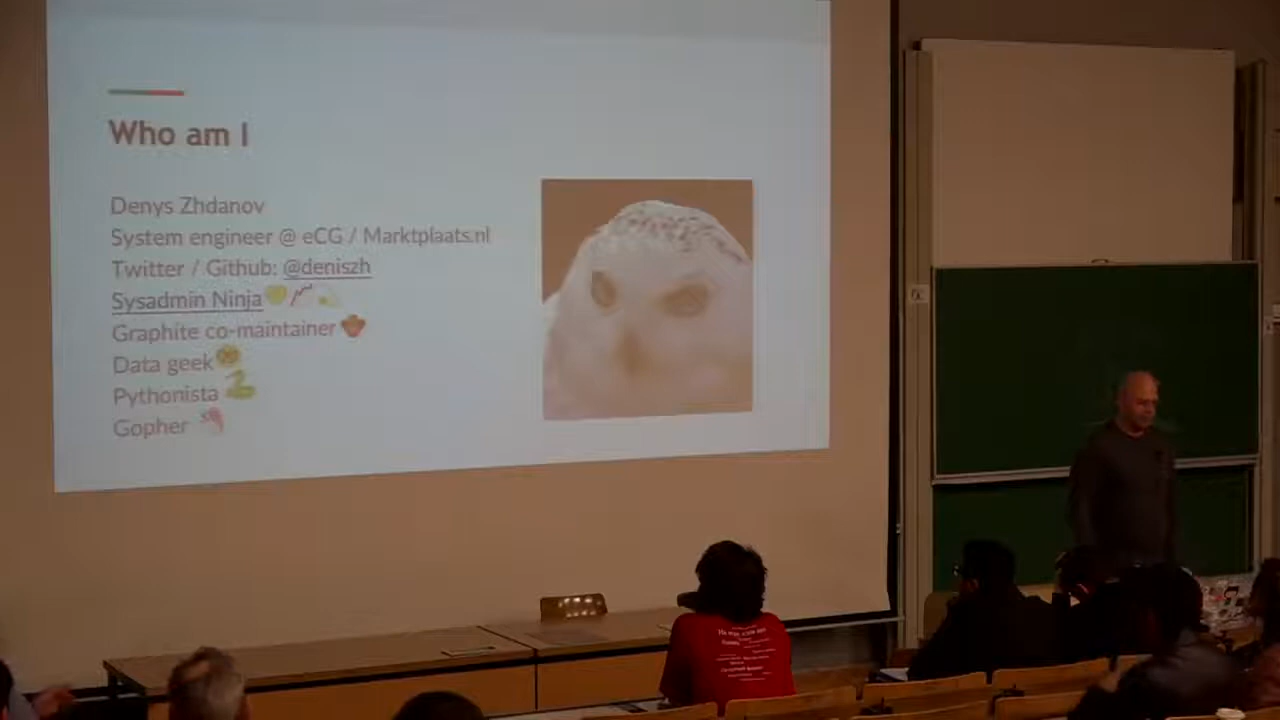 Who am I
Denys Zhdanov
System engineer @ eCG / Marktplaats.nl
Twitter / Github: @deniszh
Sysadmin Ninja
Graphite co-maintainer
Data geek
Pythonista
Gopher